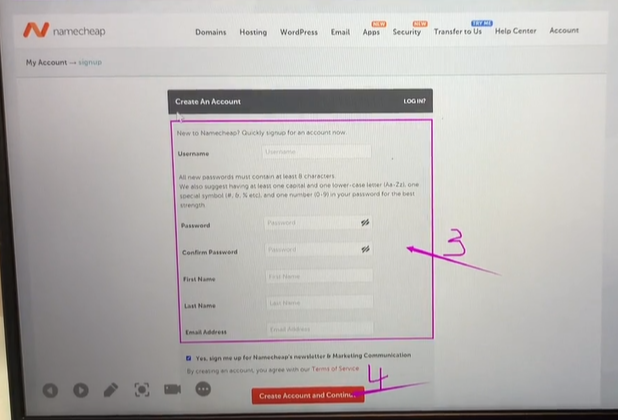 namecheap
Domains Hosting WordPress Email Apps Security Transfer to Us Help Center Account
NEW NEW TRY ME
My Account → signup
Create An Account LOG IN?
New to Namecheap? Quickly signup for an account now.
Username Username
All new passwords must contain at least 8 characters.
We also suggest having at least one capital and one lower-case letter (Aa-Zz), one
special symbol (#, &, % etc), and one number (0-9) in your password for the best
strength.
Password Password
Confirm Password Password
3
First Name First Name
Last Name Last Name
Email Address Email Address
Yes, sign me up for Namecheap's newsletter & Marketing Communication
By creating an account, you agree with our Terms of Service
4
Create Account and